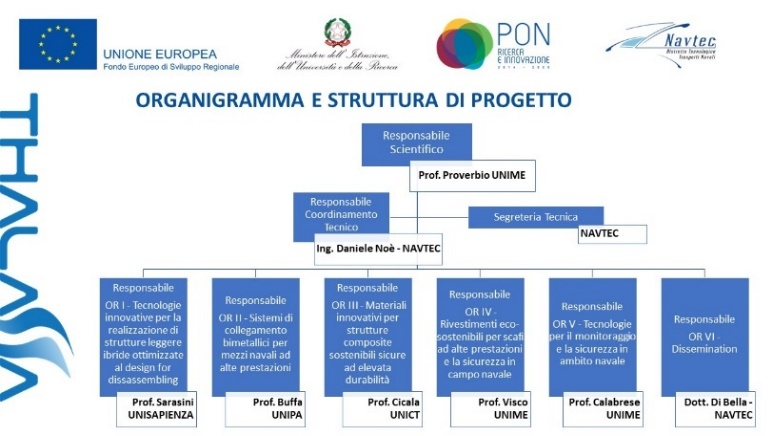 UNIONE EUROPEA
Fondo Europeo di Sviluppo Regionale
Ministero dell'Istruzione,
dell'Università e della Ricerca
PON
RICERCA
E INNOVAZIONE
2014 - 2020
Navtec
Distretto Tecnologico
Trasporti Navali
THALASSA
ORGANIGRAMMA E STRUTTURA DI PROGETTO
Responsabile
Scientifico
Prof. Proverbio UNIME
Responsabile
Coordinamento
Tecnico
Ing. Daniele Noè - NAVTEC
Segreteria Tecnica
NAVTEC
Responsabile
OR I - Tecnologie
innovative per la
realizzazione di
strutture leggere
ibride ottimizzate
al design for
dissassembling
Prof. Sarasini
UNISAPIENZA
Responsabile
OR II - Sistemi di
collegamento
bimetallici per
mezzi navali ad
alte prestazioni
Prof. Buffa
UNIPA
Responsabile
OR III - Materiali
innovativi per
strutture
composite
sostenibili sicure
ad elevata
durabilità
Prof. Cicala
UNICT
Responsabile
OR IV -
Rivestimenti eco-
sostenibili per scafi
ad alte prestazioni
e la sicurezza in
campo navale
Prof. Visco
UNIME
Responsabile
OR V - Tecnologie
per il monitoraggio
e la sicurezza in
ambito navale
Prof. Calabrese
UNIME
Responsabile
OR VI -
Dissemination
Dott. Di Bella -
NAVTEC